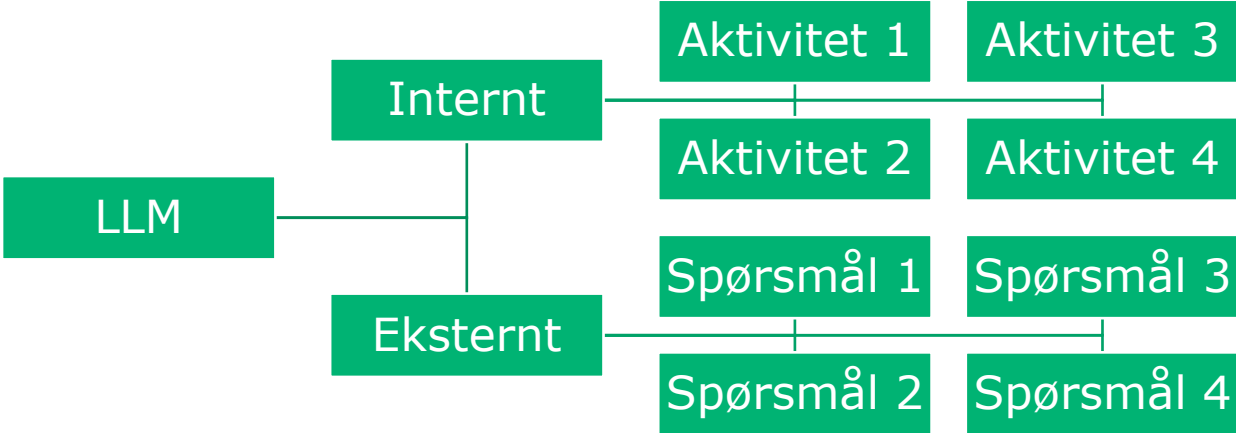 LLM
Internt
Aktivitet 1
Aktivitet 2
Aktivitet 3
Aktivitet 4
Eksternt
Spørsmål 1
Spørsmål 2
Spørsmål 3
Spørsmål 4